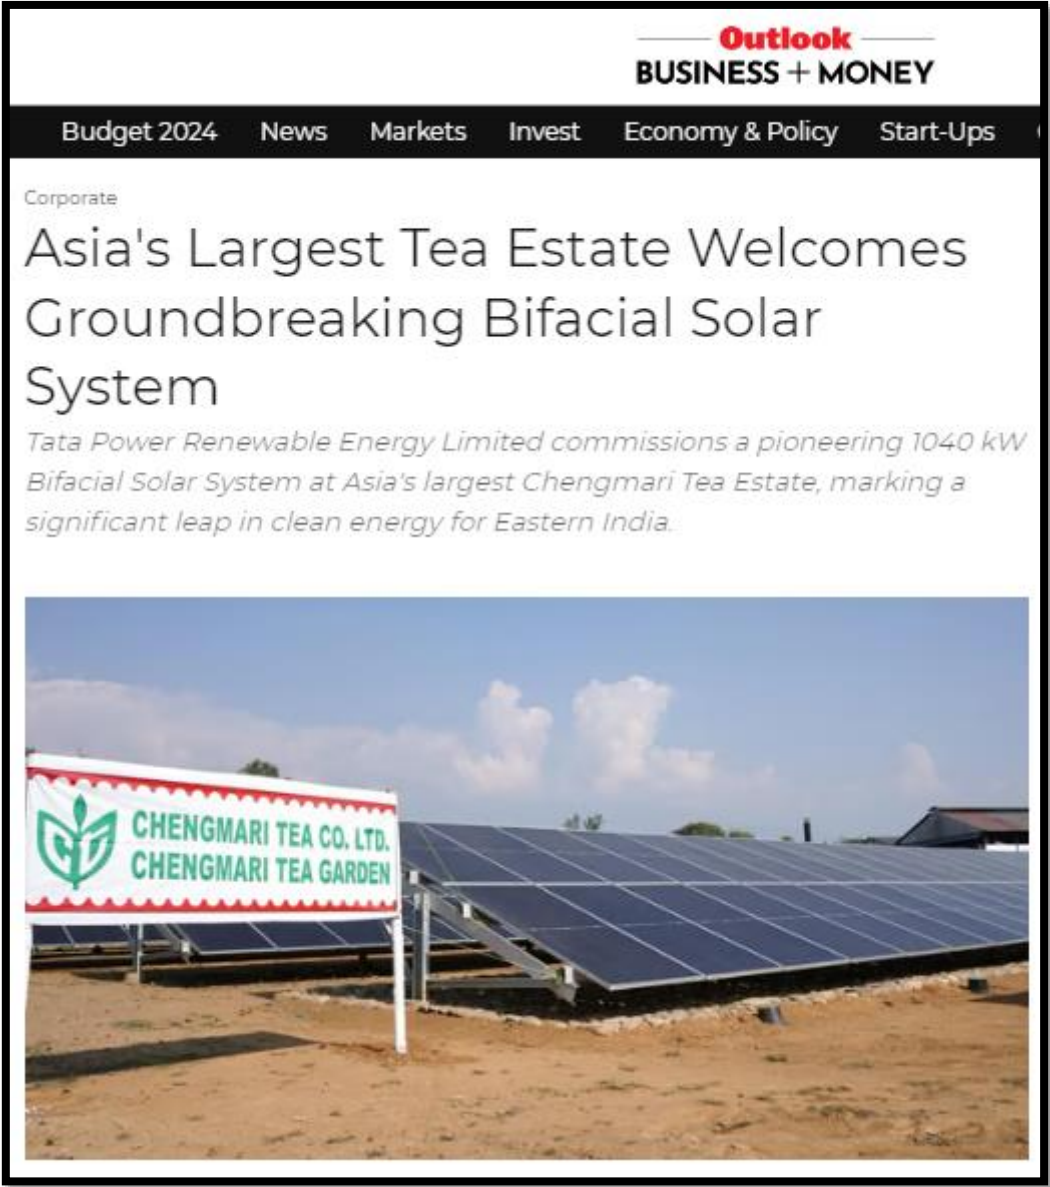 Outlook
BUSINESS + MONEY
Budget 2024 News Markets Invest Economy & Policy Start-Ups
Corporate
Asia's Largest Tea Estate Welcomes
Groundbreaking Bifacial Solar
System
Tata Power Renewable Energy Limited commissions a pioneering 1040 kW
Bifacial Solar System at Asia's largest Chengmari Tea Estate, marking a
significant leap in clean energy for Eastern India.
CHENGMARI TEA CO. LTD.
CHENGMARI TEA GARDEN